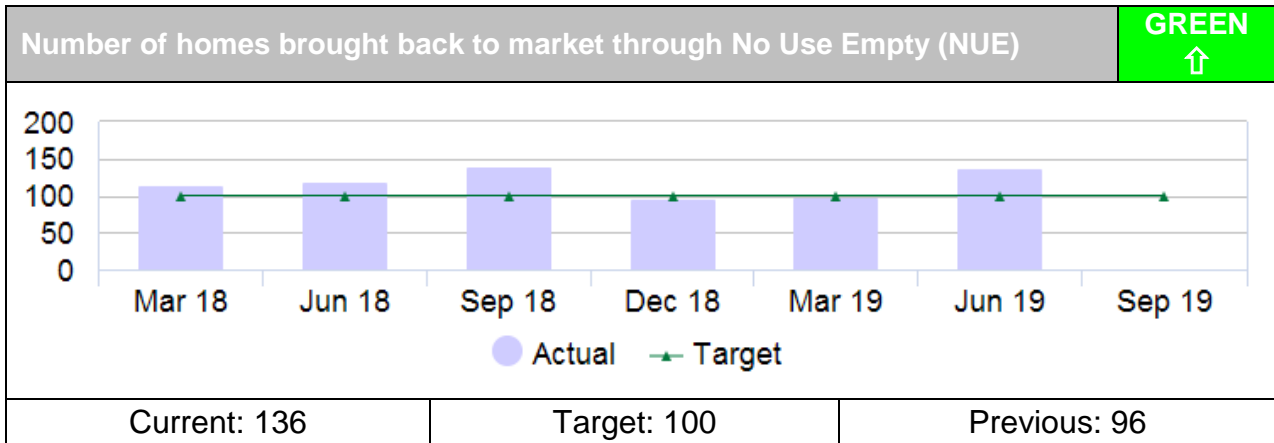 Number of homes brought back to market through No Use Empty (NUE)
GREEN
⇧
200
150
100
50
0
Mar 18 Jun 18 Sep 18 Dec 18 Mar 19 Jun 19 Sep 19
Actual Target
Current: 136 Target: 100 Previous: 96